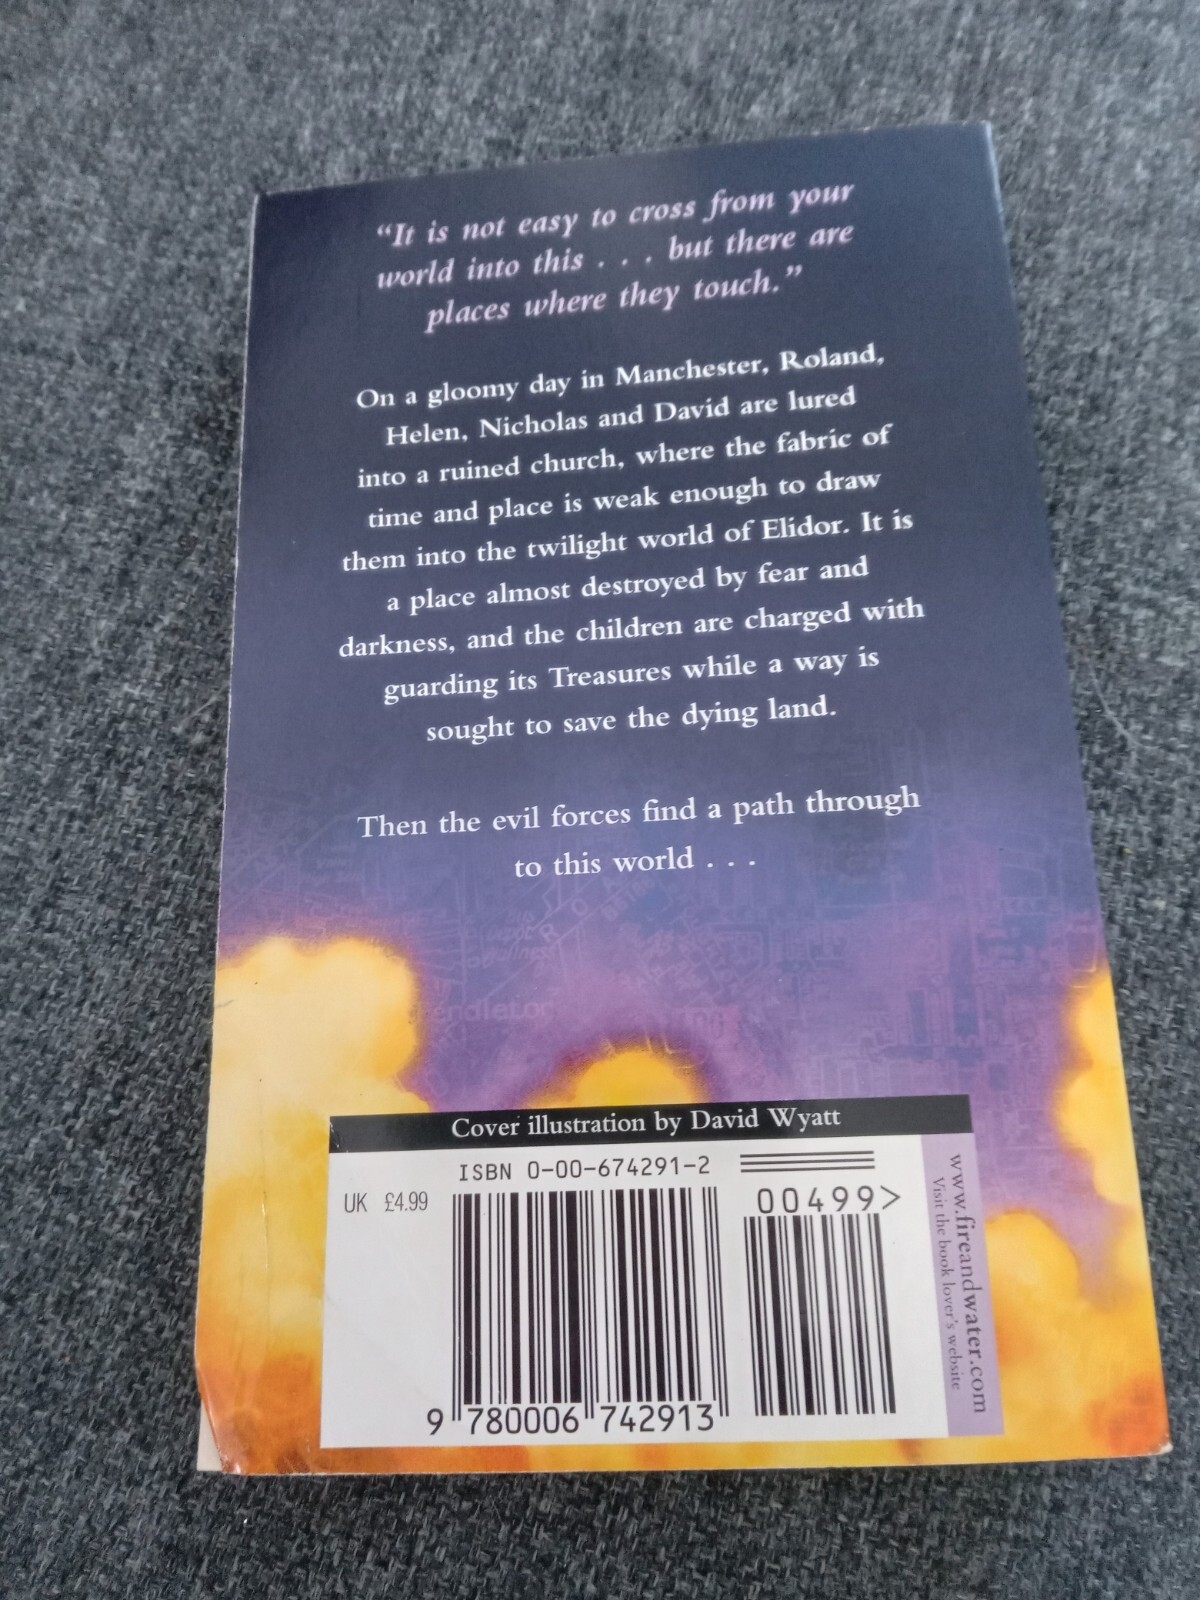 “It is not easy to cross from your
world into this . . . but there are
places where they touch.”
On a gloomy day in Manchester, Roland,
Helen, Nicholas and David are lured
into a ruined church, where the fabric of
time and place is weak enough to draw
them into the twilight world of Elidor. It is
a place almost destroyed by fear and
darkness, and the children are charged with
guarding its Treasures while a way is
sought to save the dying land.
Then the evil forces find a path through
to this world . . .
Cover illustration by David Wyatt
ISBN 0-00-674291-2
UK £4.99
00499>
9 780006 742913
www.fireandwater.com
Visit the book lover's website